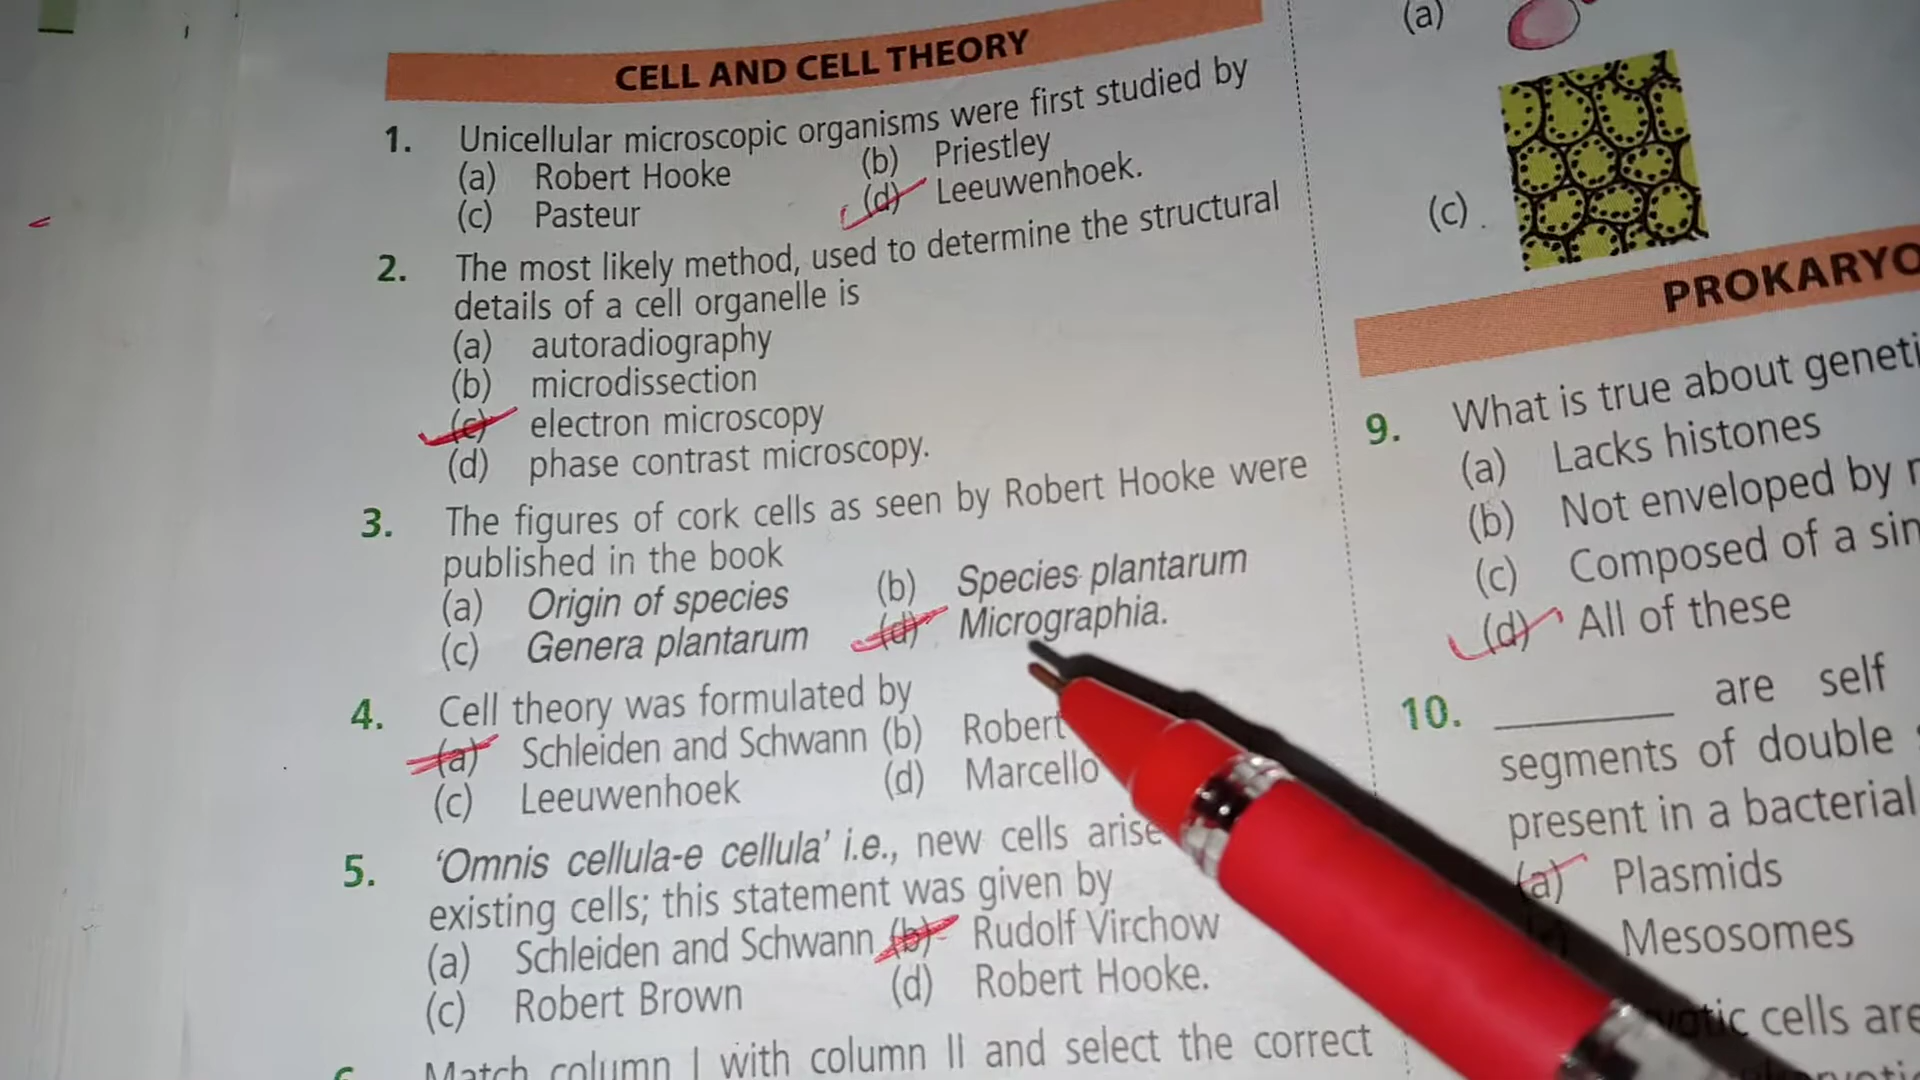 CELL AND CELL THEORY
1. Unicellular microscopic organisms were first studied by
(a) Robert Hooke (b) Priestley
(c) Pasteur (d) Leeuwenhoek.
2. The most likely method, used to determine the structural
details of a cell organelle is
(a) autoradiography
(b) microdissection
(c) electron microscopy
(d) phase contrast microscopy.
3. The figures of cork cells as seen by Robert Hooke were
published in the book
(a) Origin of species (b) Species plantarum
(c) Genera plantarum (d) Micrographia.
4. Cell theory was formulated by
(a) Schleiden and Schwann (b) Robert
(c) Leeuwenhoek (d) Marcello
5. ‘Omnis cellula-e cellula’ i.e., new cells arise
existing cells; this statement was given by
(a) Schleiden and Schwann (b) Rudolf Virchow
(c) Robert Brown (d) Robert Hooke.
Match column I with column II and select the correct
(a)
(c)
PROKARYO
9. What is true about geneti
(a) Lacks histones
(b) Not enveloped by
(c) Composed of a sin
(d) All of these
10. ________ are self
segments of double
present in a bacterial
(a) Plasmids
Mesosomes
cells are